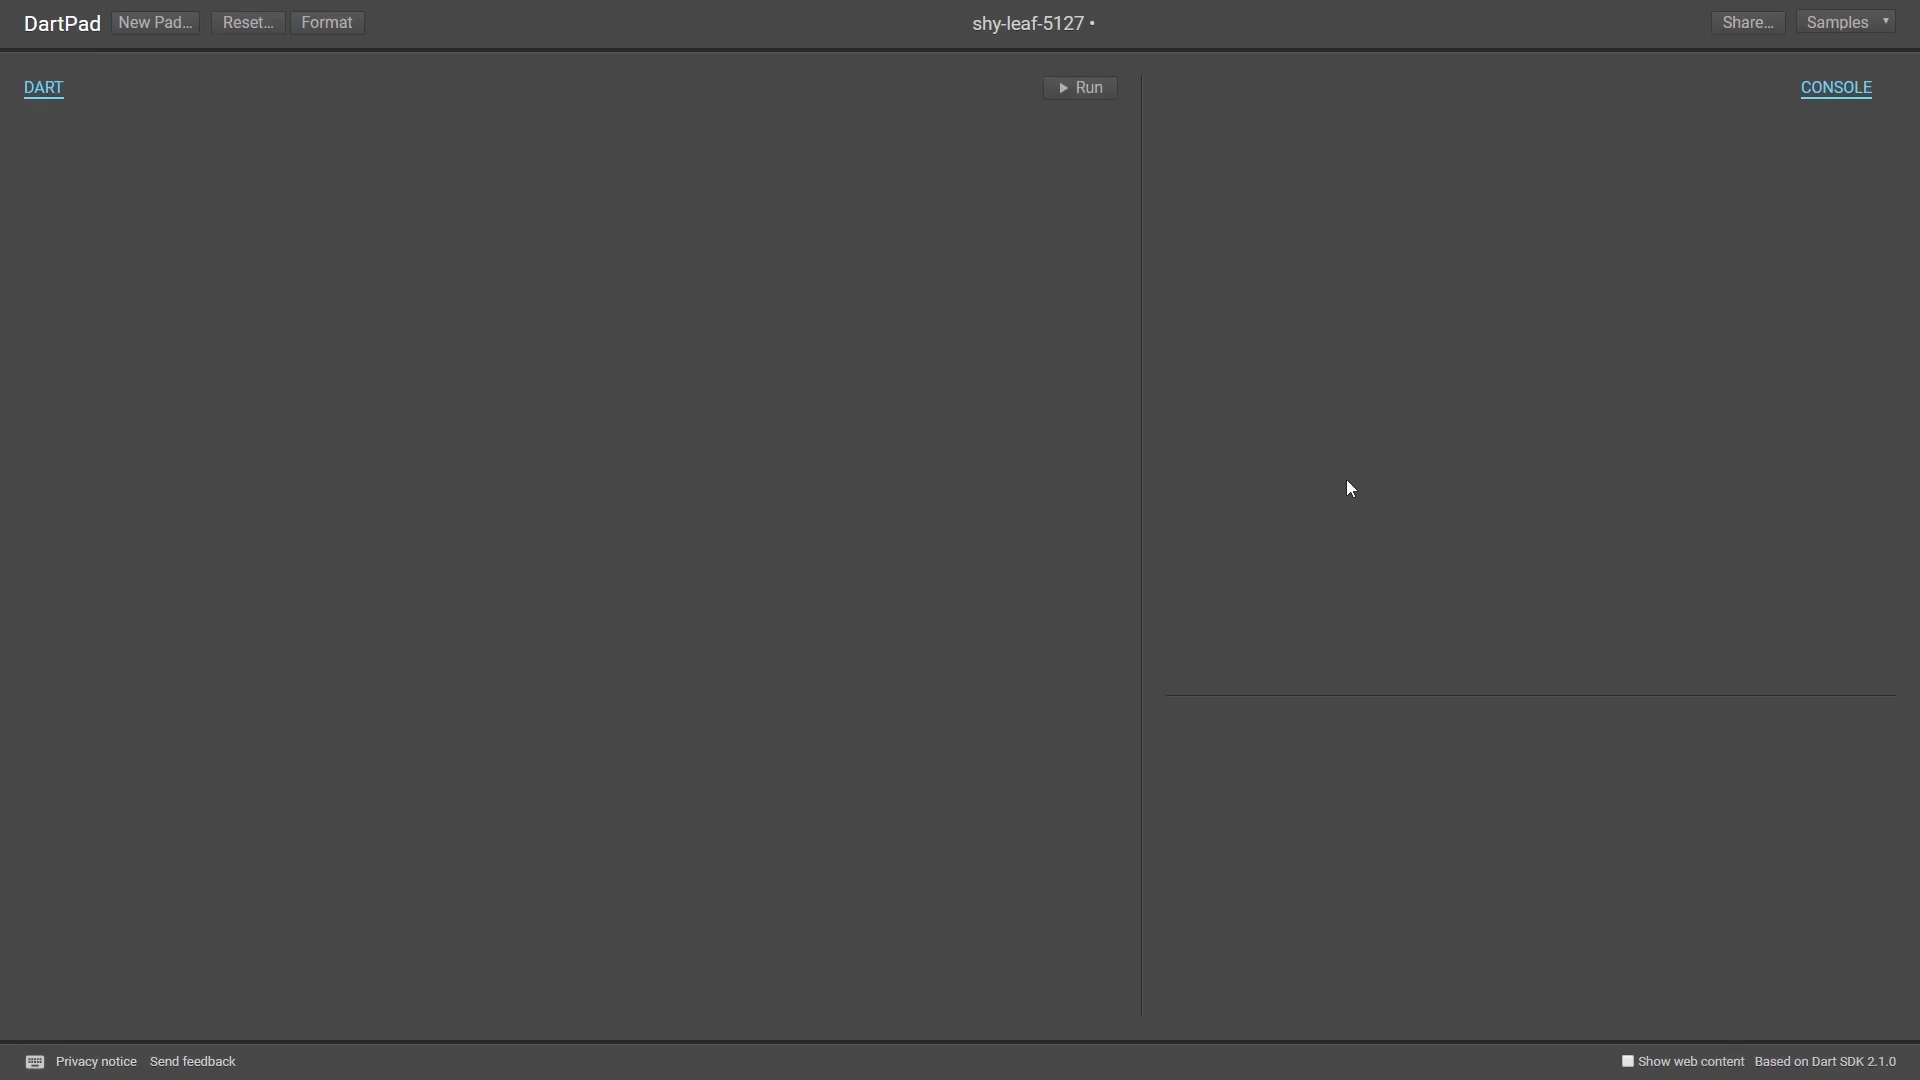 DartPad New Pad... Reset... Format shy-leaf-5127 • Share... Samples
DART Run CONSOLE
Privacy notice Send feedback Show web content Based on Dart SDK 2.1.0